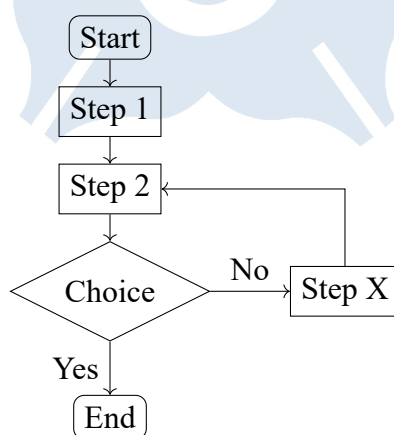 Start
Step 1
Step 2
Choice
No
Step X
Yes
End